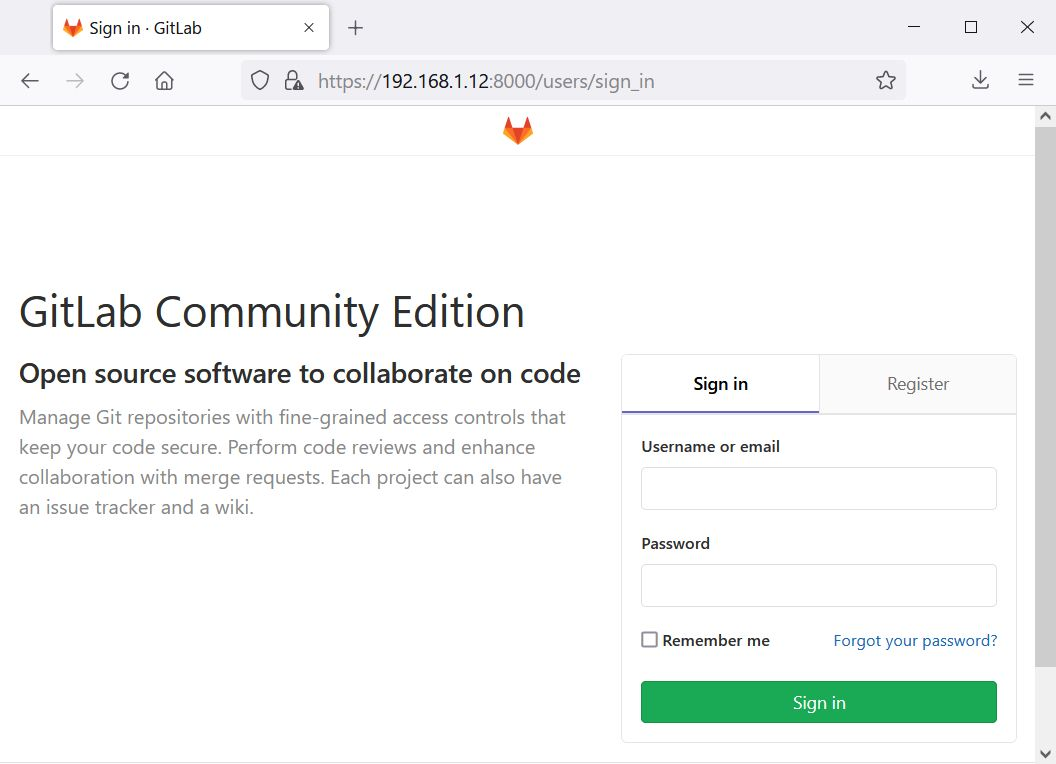 Sign in · GitLab
https://192.168.1.12:8000/users/sign_in
GitLab Community Edition
Open source software to collaborate on code
Manage Git repositories with fine-grained access controls that
keep your code secure. Perform code reviews and enhance
collaboration with merge requests. Each project can also have
an issue tracker and a wiki.
Sign in
Register
Username or email
Password
Remember me
Forgot your password?
Sign in